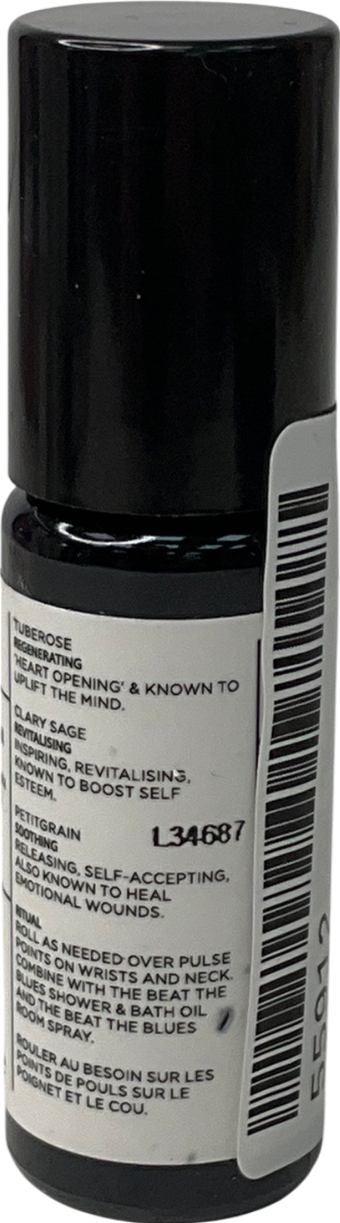 TUBEROSE
REGENERATING
'HEART OPENING' & KNOWN TO
UPLIFT THE MIND.
CLARY SAGE
REVITALISING
INSPIRING, REVITALISING,
KNOWN TO BOOST SELF
ESTEEM.
PETITGRAIN
SOOTHING
RELEASING, SELF-ACCEPTING,
ALSO KNOWN TO HEAL
EMOTIONAL WOUNDS.
L34687
RITUAL
ROLL AS NEEDED OVER PULSE
POINTS ON WRISTS AND NECK.
COMBINE WITH THE BEAT THE
BLUES SHOWER & BATH OIL
AND THE BEAT THE BLUES
ROOM SPRAY.
ROULER AU BESOIN SUR LES
POINTS DE POULS SUR LE
POIGNET ET LE COU.